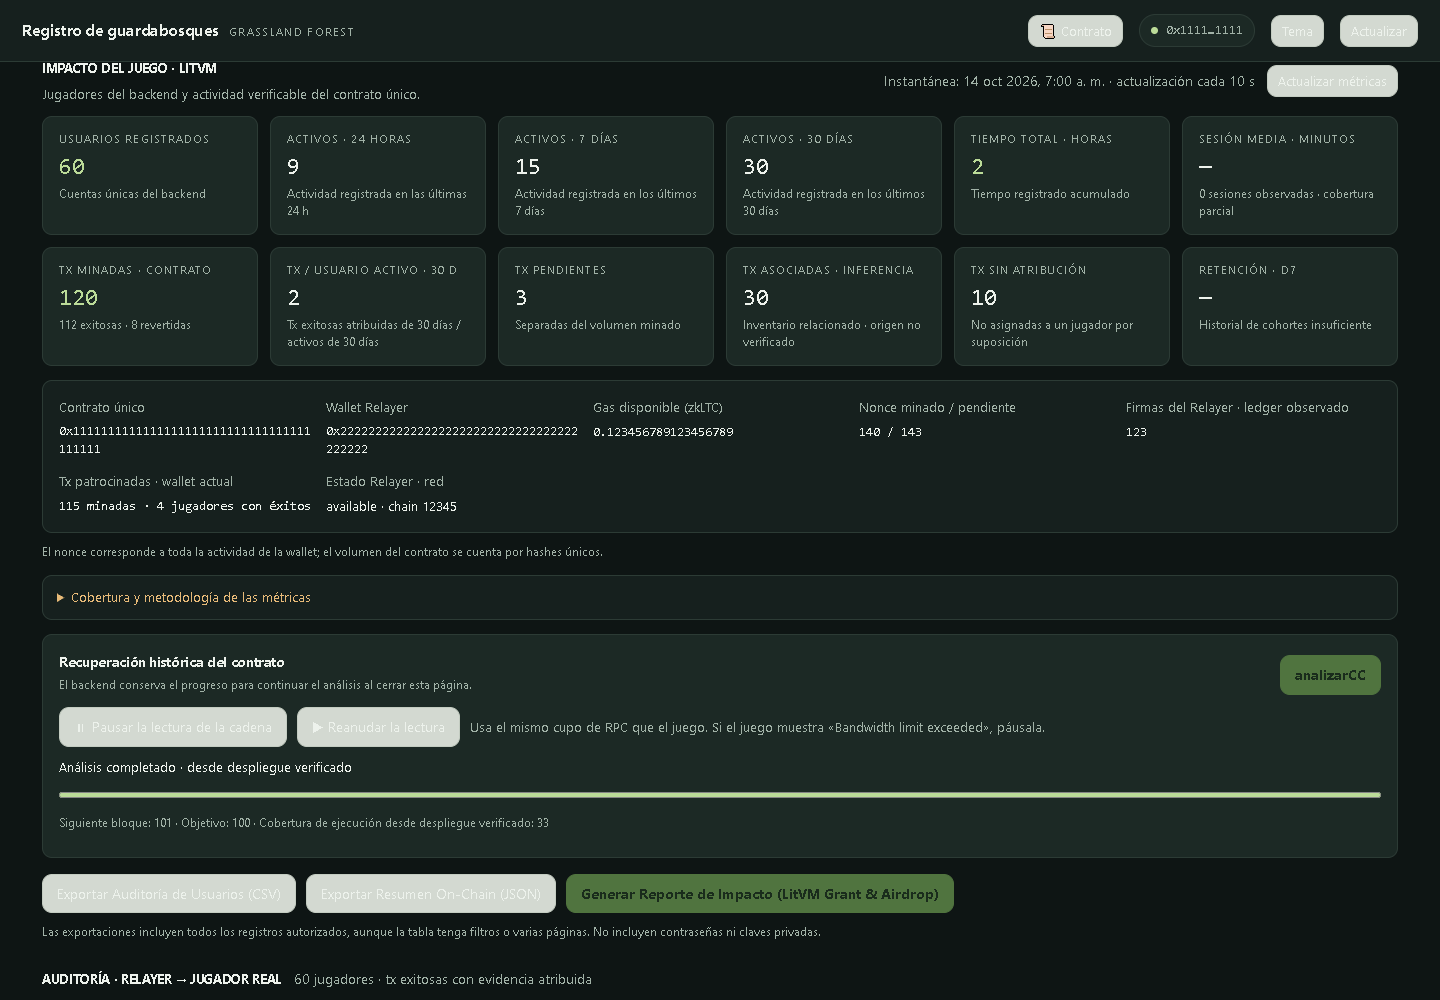 Registro de guardabosques GRASSLAND FOREST
Contrato
0x1111…1111
Tema
Actualizar
IMPACTO DEL JUEGO · LITVM
Jugadores del backend y actividad verificable del contrato único.
Instantánea: 14 oct 2026, 7:00 a. m. · actualización cada 10 s
Actualizar métricas
USUARIOS REGISTRADOS
60
Cuentas únicas del backend
ACTIVOS · 24 HORAS
9
Actividad registrada en las últimas
24 h
ACTIVOS · 7 DÍAS
15
Actividad registrada en los últimos
7 días
ACTIVOS · 30 DÍAS
30
Actividad registrada en los últimos
30 días
TIEMPO TOTAL · HORAS
2
Tiempo registrado acumulado
SESIÓN MEDIA · MINUTOS
—
0 sesiones observadas · cobertura
parcial
TX MINADAS · CONTRATO
120
112 exitosas · 8 revertidas
TX / USUARIO ACTIVO · 30 D
2
Tx exitosas atribuidas de 30 días /
activos de 30 días
TX PENDIENTES
3
Separadas del volumen minado
TX ASOCIADAS · INFERENCIA
30
Inventario relacionado · origen no
verificado
TX SIN ATRIBUCIÓN
10
No asignadas a un jugador por
suposición
RETENCIÓN · D7
—
Historial de cohortes insuficiente
Contrato único
0x1111111111111111111111111111111111
111111
Wallet Relayer
0x2222222222222222222222222222222222
222222
Gas disponible (zkLTC)
0.123456789123456789
Nonce minado / pendiente
140 / 143
Firmas del Relayer · ledger observado
123
Tx patrocinadas · wallet actual
115 minadas · 4 jugadores con éxitos
Estado Relayer · red
available · chain 12345
El nonce corresponde a toda la actividad de la wallet; el volumen del contrato se cuenta por hashes únicos.
Cobertura y metodología de las métricas
Recuperación histórica del contrato
El backend conserva el progreso para continuar el análisis al cerrar esta página.
analizarCC
Pausar la lectura de la cadena
Reanudar la lectura
Usa el mismo cupo de RPC que el juego. Si el juego muestra «Bandwidth limit exceeded», páusala.
Análisis completado · desde despliegue verificado
Siguiente bloque: 101 · Objetivo: 100 · Cobertura de ejecución desde despliegue verificado: 33
Exportar Auditoría de Usuarios (CSV)
Exportar Resumen On-Chain (JSON)
Generar Reporte de Impacto (LitVM Grant & Airdrop)
Las exportaciones incluyen todos los registros autorizados, aunque la tabla tenga filtros o varias páginas. No incluyen contraseñas ni claves privadas.
AUDITORÍA · RELAYER → JUGADOR REAL 60 jugadores · tx exitosas con evidencia atribuida